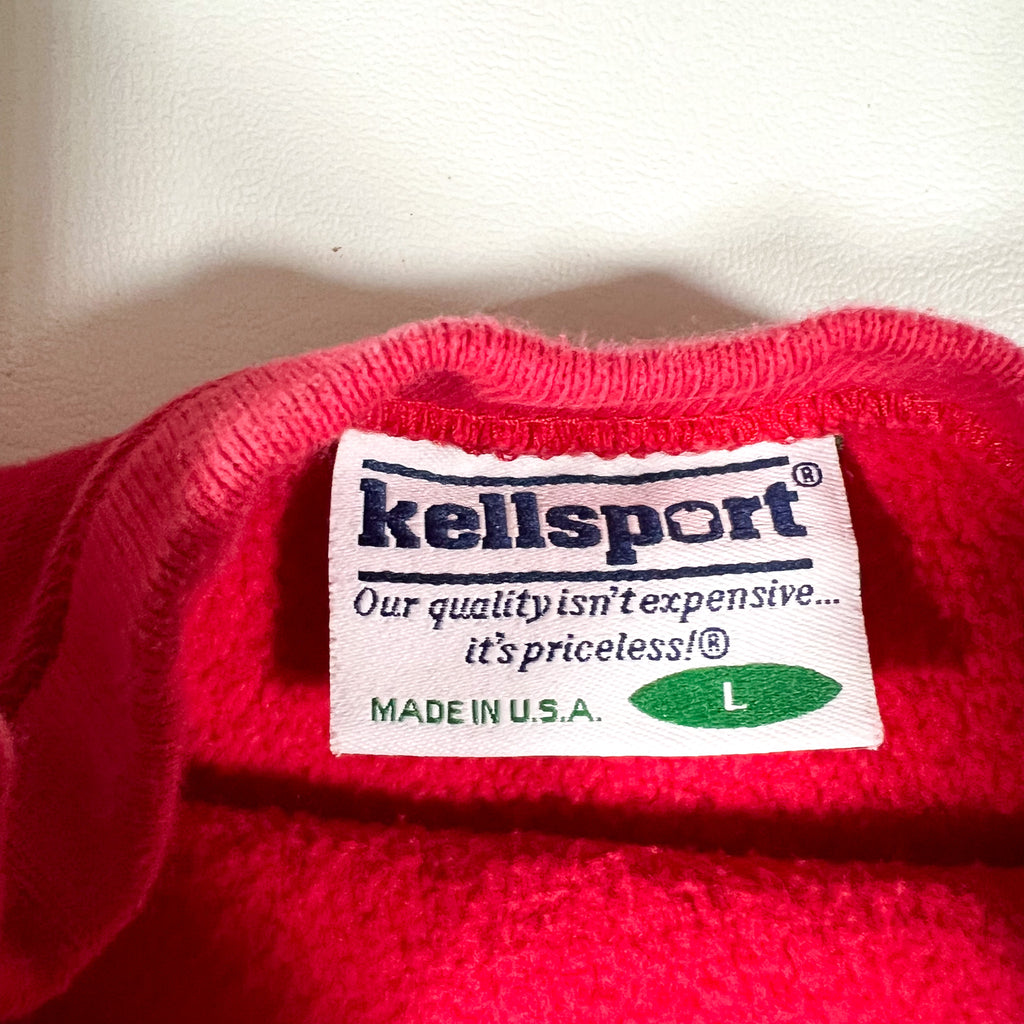 kellsport®
Our quality isn't expensive...
it's priceless!®
MADE IN U.S.A.
L